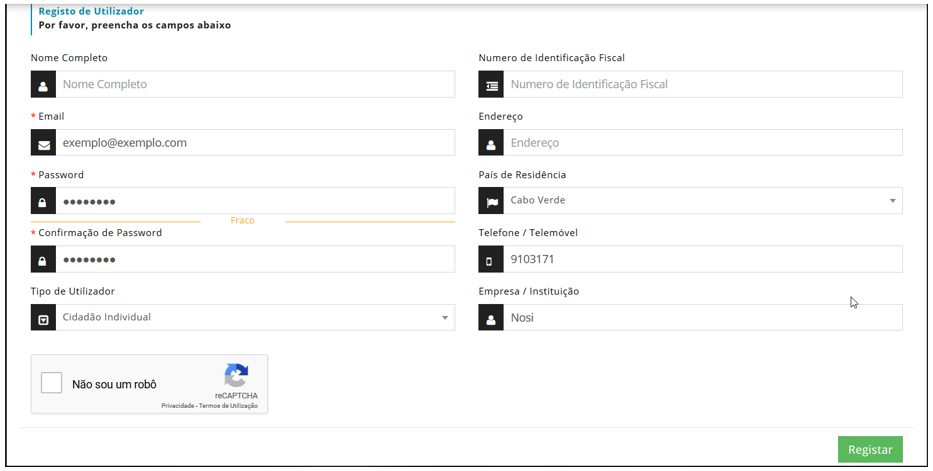 Registo de Utilizador
Por favor, preencha os campos abaixo
Nome Completo
Nome Completo
Numero de Identificação Fiscal
Numero de Identificação Fiscal
* Email
exemplo@exemplo.com
Endereço
Endereço
* Password
••••••••
Fraco
País de Residência
Cabo Verde
* Confirmação de Password
••••••••
Telefone / Telemóvel
9103171
Tipo de Utilizador
Cidadão Individual
Empresa / Instituição
Nosi
Não sou um robô
reCAPTCHA
Privacidade - Termos de Utilização
Registar